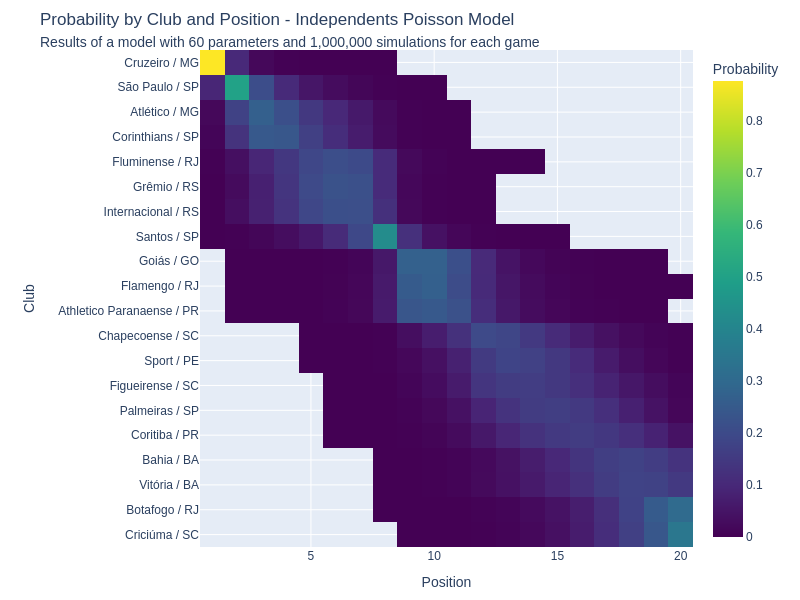 Probability by Club and Position - Independents Poisson Model
Results of a model with 60 parameters and 1,000,000 simulations for each game
Probability
Cruzeiro / MG
São Paulo / SP
Atlético / MG
Corinthians / SP
Fluminense / RJ
Grêmio / RS
Internacional / RS
Santos / SP
Goiás / GO
Flamengo / RJ
Athletico Paranaense / PR
Chapecoense / SC
Sport / PE
Figueirense / SC
Palmeiras / SP
Coritiba / PR
Bahia / BA
Vitória / BA
Botafogo / RJ
Criciúma / SC
Club
5
10
15
20
Position
0.8
0.7
0.6
0.5
0.4
0.3
0.2
0.1
0